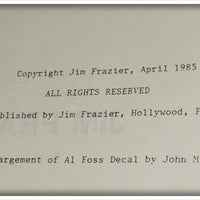 Copyright Jim Frazier, April 1985
ALL RIGHTS RESERVED
blished by Jim Frazier, Hollywood, F
argement of Al Foss Decal by John M